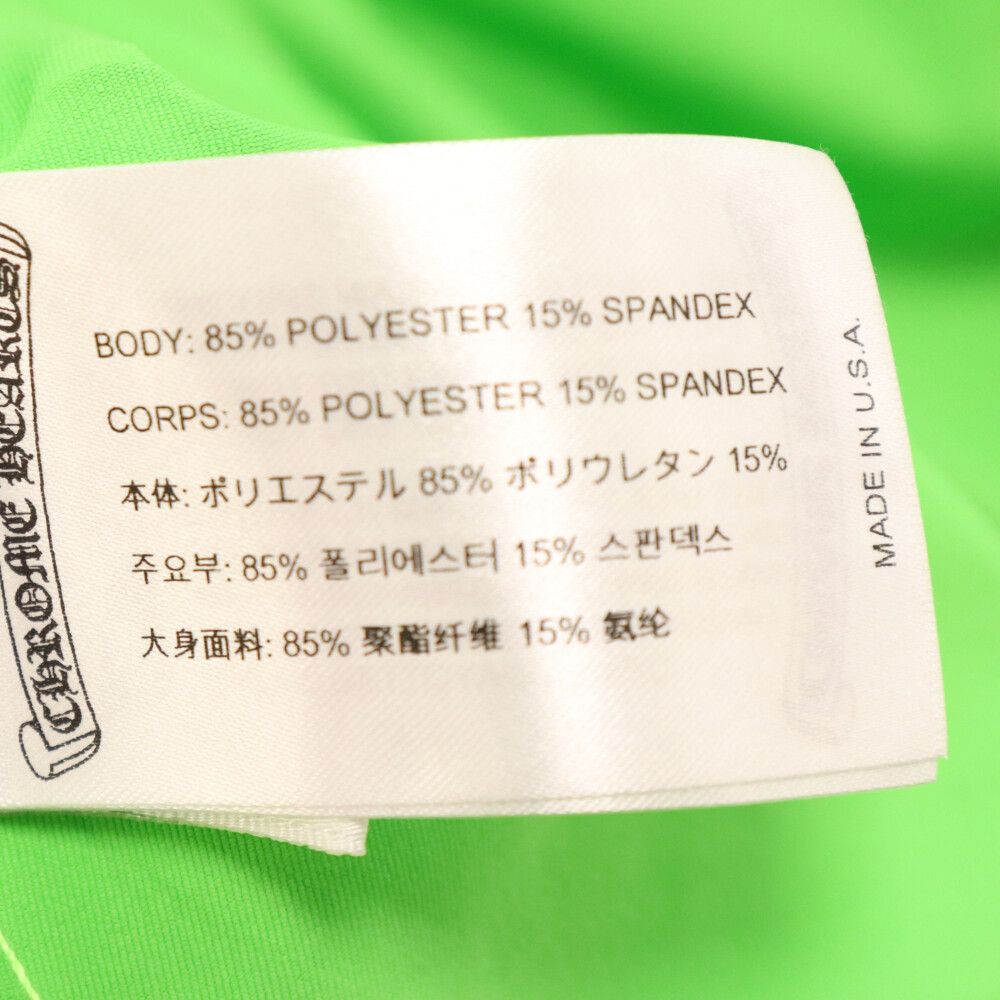 CHROME HEARTS
BODY: 85% POLYESTER 15% SPANDEX
CORPS: 85% POLYESTER 15% SPANDEX
本体: ポリエステル 85% ポリウレタン 15%
주요부: 85% 폴리에스터 15% 스판덱스
大身面料: 85% 聚酯纤维 15% 氨纶
MADE IN U.S.A.